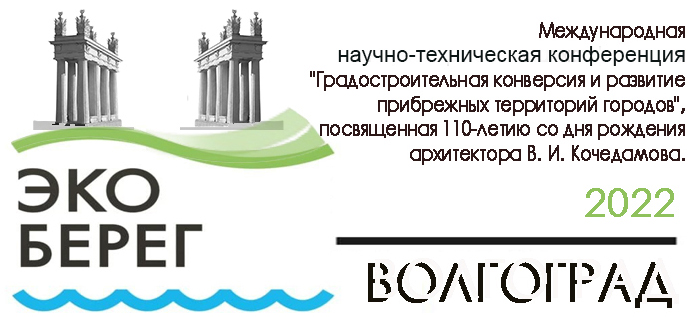 Международная
научно-техническая конференция
"Градостроительная конверсия и развитие
прибрежных территорий городов",
посвященная 110-летию со дня рождения
архитектора В. И. Кочедамова.
2022
ЭКО
БЕРЕГ
ВОЛГОГРАД